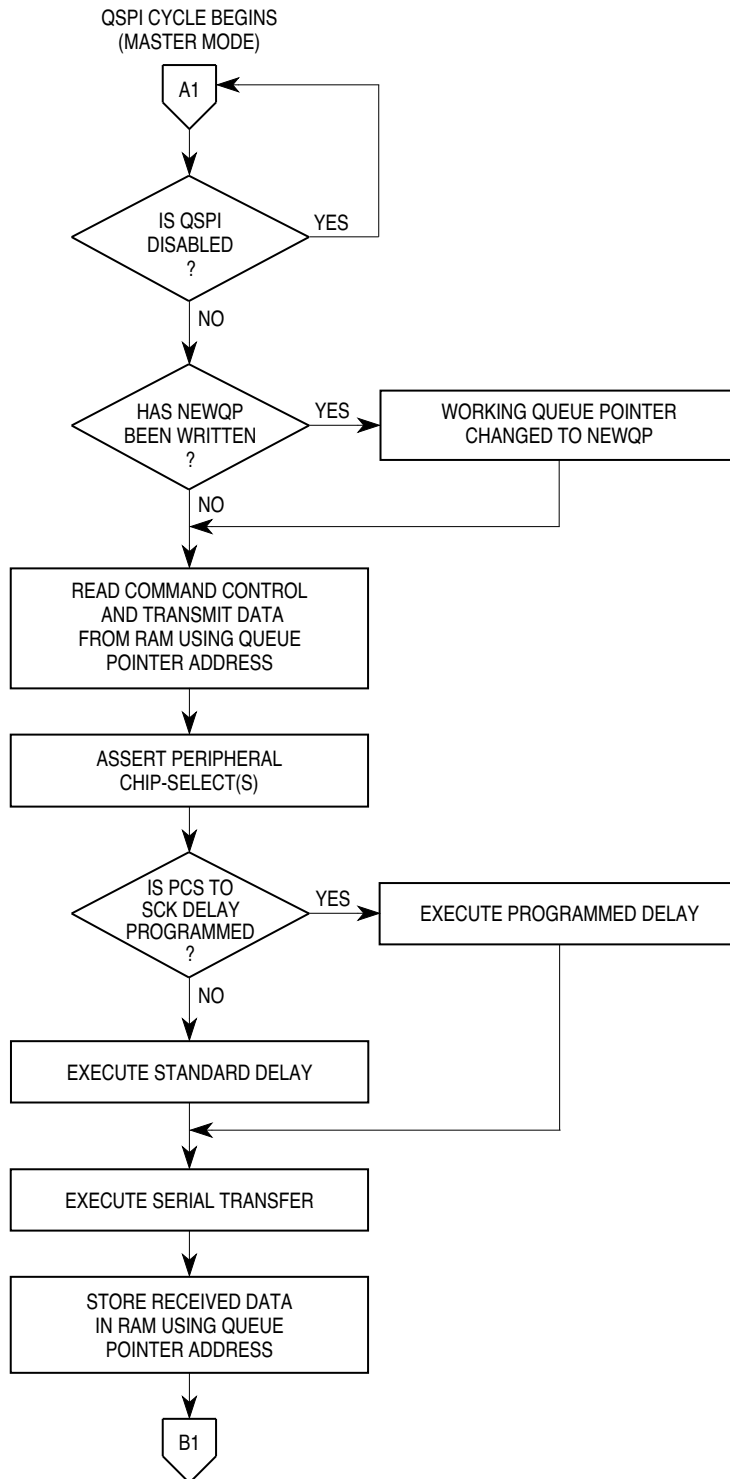 QSPI CYCLE BEGINS
(MASTER MODE)
A1
IS QSPI
DISABLED
?
YES
NO
HAS NEWQP
BEEN WRITTEN
?
YES
WORKING QUEUE POINTER
CHANGED TO NEWQP
NO
READ COMMAND CONTROL
AND TRANSMIT DATA
FROM RAM USING QUEUE
POINTER ADDRESS
ASSERT PERIPHERAL
CHIP-SELECT(S)
IS PCS TO
SCK DELAY
PROGRAMMED
?
YES
EXECUTE PROGRAMMED DELAY
NO
EXECUTE STANDARD DELAY
EXECUTE SERIAL TRANSFER
STORE RECEIVED DATA
IN RAM USING QUEUE
POINTER ADDRESS
B1